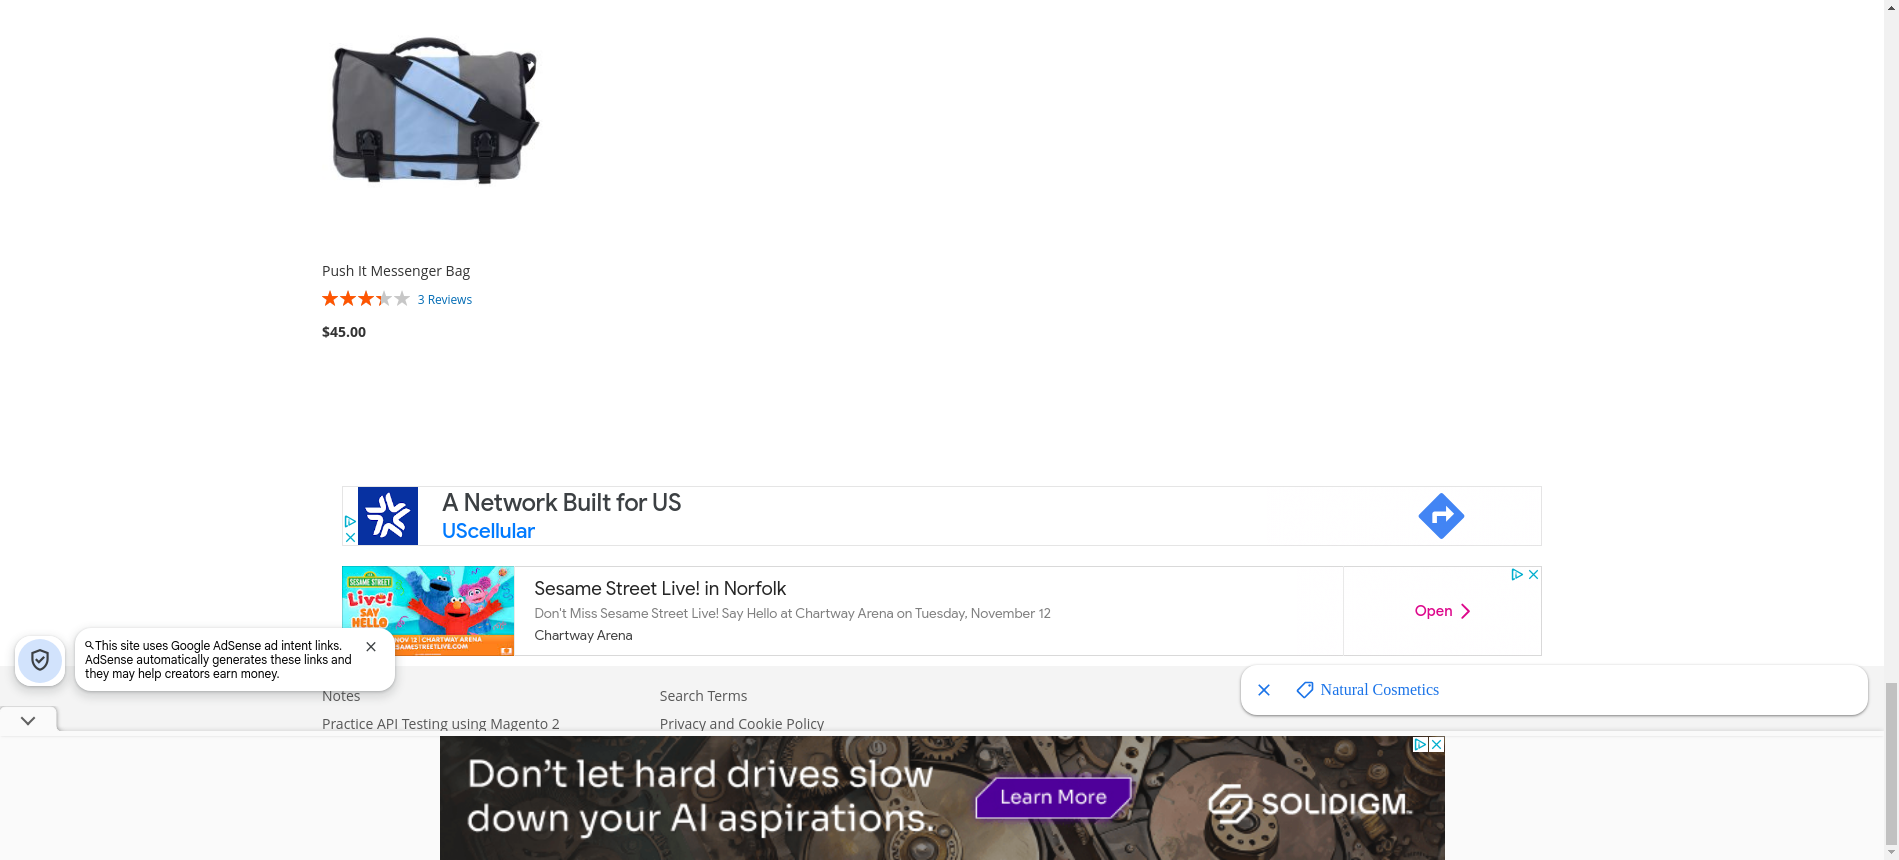 Push It Messenger Bag
3 Reviews
$45.00
A Network Built for US
UScellular
SESAME STREET
Live!
SAY
HELLO
NOV 12 | CHARTWAY ARENA
SESAMESTREETLIVE.COM
Sesame Street Live! in Norfolk
Don't Miss Sesame Street Live! Say Hello at Chartway Arena on Tuesday, November 12
Chartway Arena
Open
This site uses Google AdSense ad intent links.
AdSense automatically generates these links and
they may help creators earn money.
Natural Cosmetics
Notes
Search Terms
Practice API Testing using Magento 2
Privacy and Cookie Policy
Don't let hard drives slow
down your AI aspirations.
Learn More
SOLIDIGM